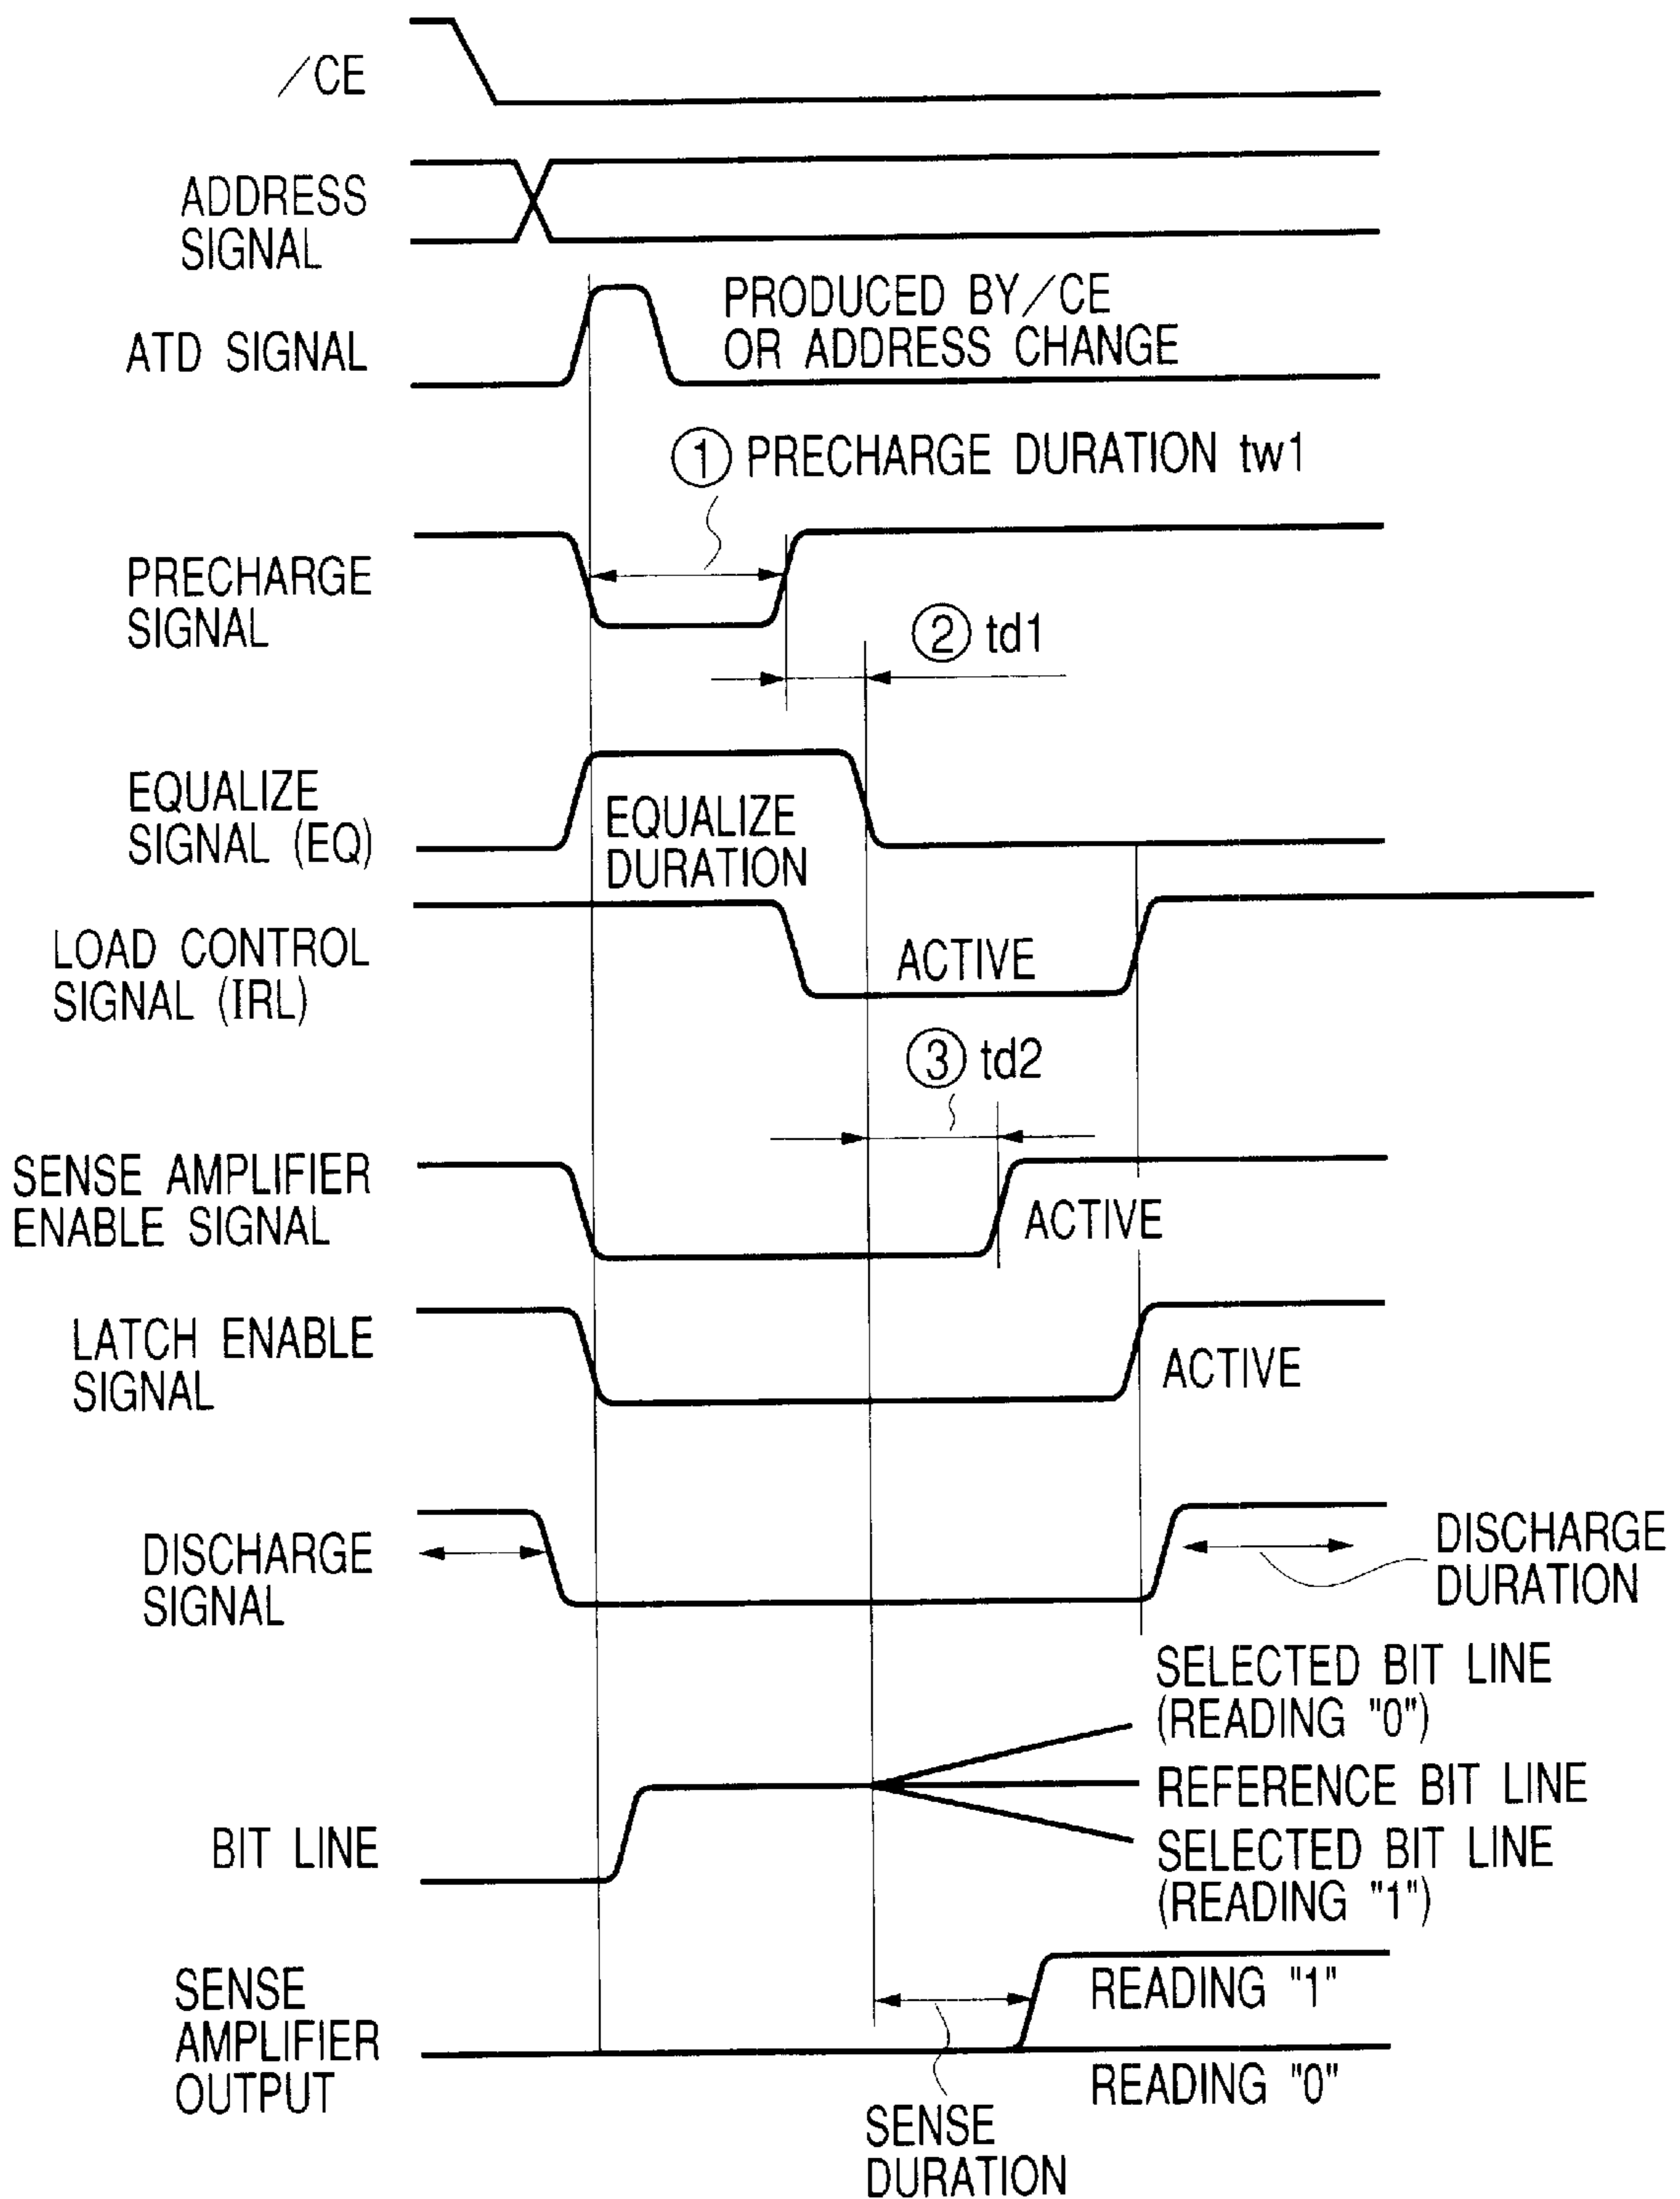 /CE
ADDRESS
SIGNAL
ATD SIGNAL
PRODUCED BY/CE
OR ADDRESS CHANGE
① PRECHARGE DURATION tw1
PRECHARGE
SIGNAL
② td1
EQUALIZE
SIGNAL (EQ)
EQUALIZE
DURATION
LOAD CONTROL
SIGNAL (IRL)
ACTIVE
③ td2
SENSE AMPLIFIER
ENABLE SIGNAL
ACTIVE
LATCH ENABLE
SIGNAL
ACTIVE
DISCHARGE
SIGNAL
DISCHARGE
DURATION
SELECTED BIT LINE
(READING "0")
REFERENCE BIT LINE
BIT LINE
SELECTED BIT LINE
(READING "1")
SENSE
AMPLIFIER
OUTPUT
READING "1"
READING "0"
SENSE
DURATION